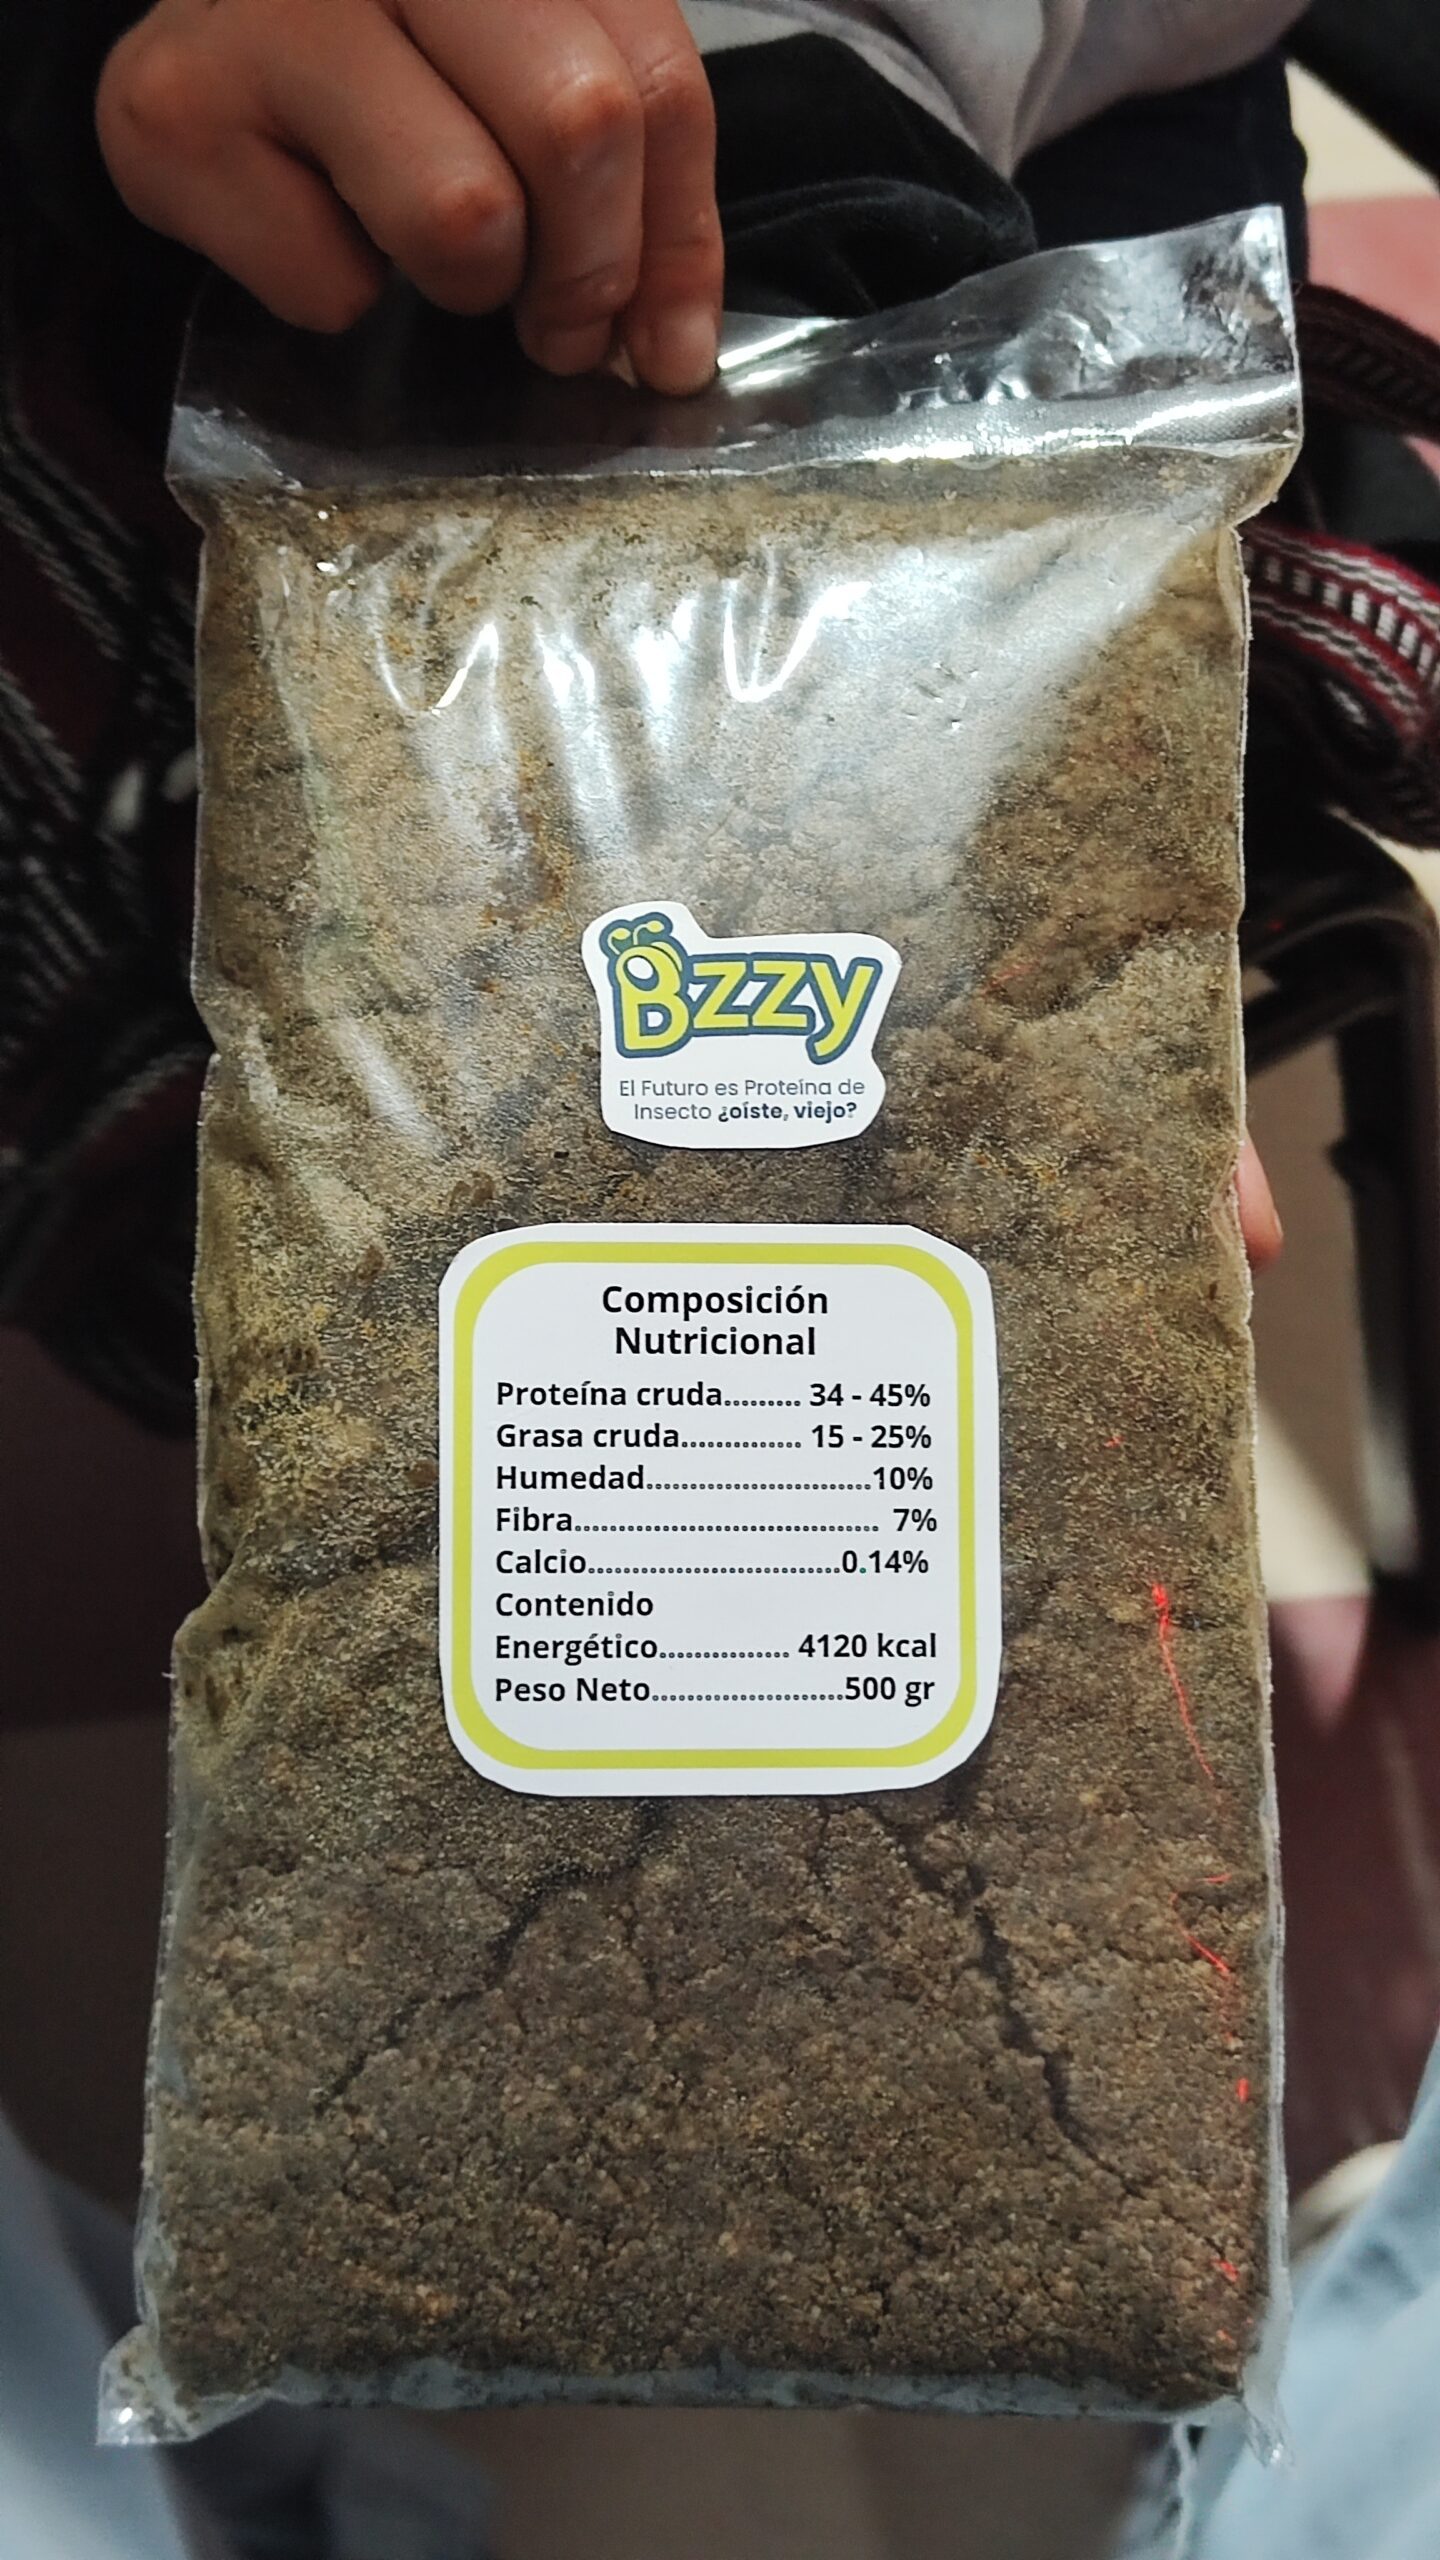 Bzzy
El Futuro es Proteína de
Insecto ¿oíste, viejo?
Composición
Nutricional
Proteína cruda......... 34 - 45%
Grasa cruda.............. 15 - 25%
Humedad..........................10%
Fibra................................... 7%
Calcio.............................0.14%
Contenido
Energético............... 4120 kcal
Peso Neto......................500 gr